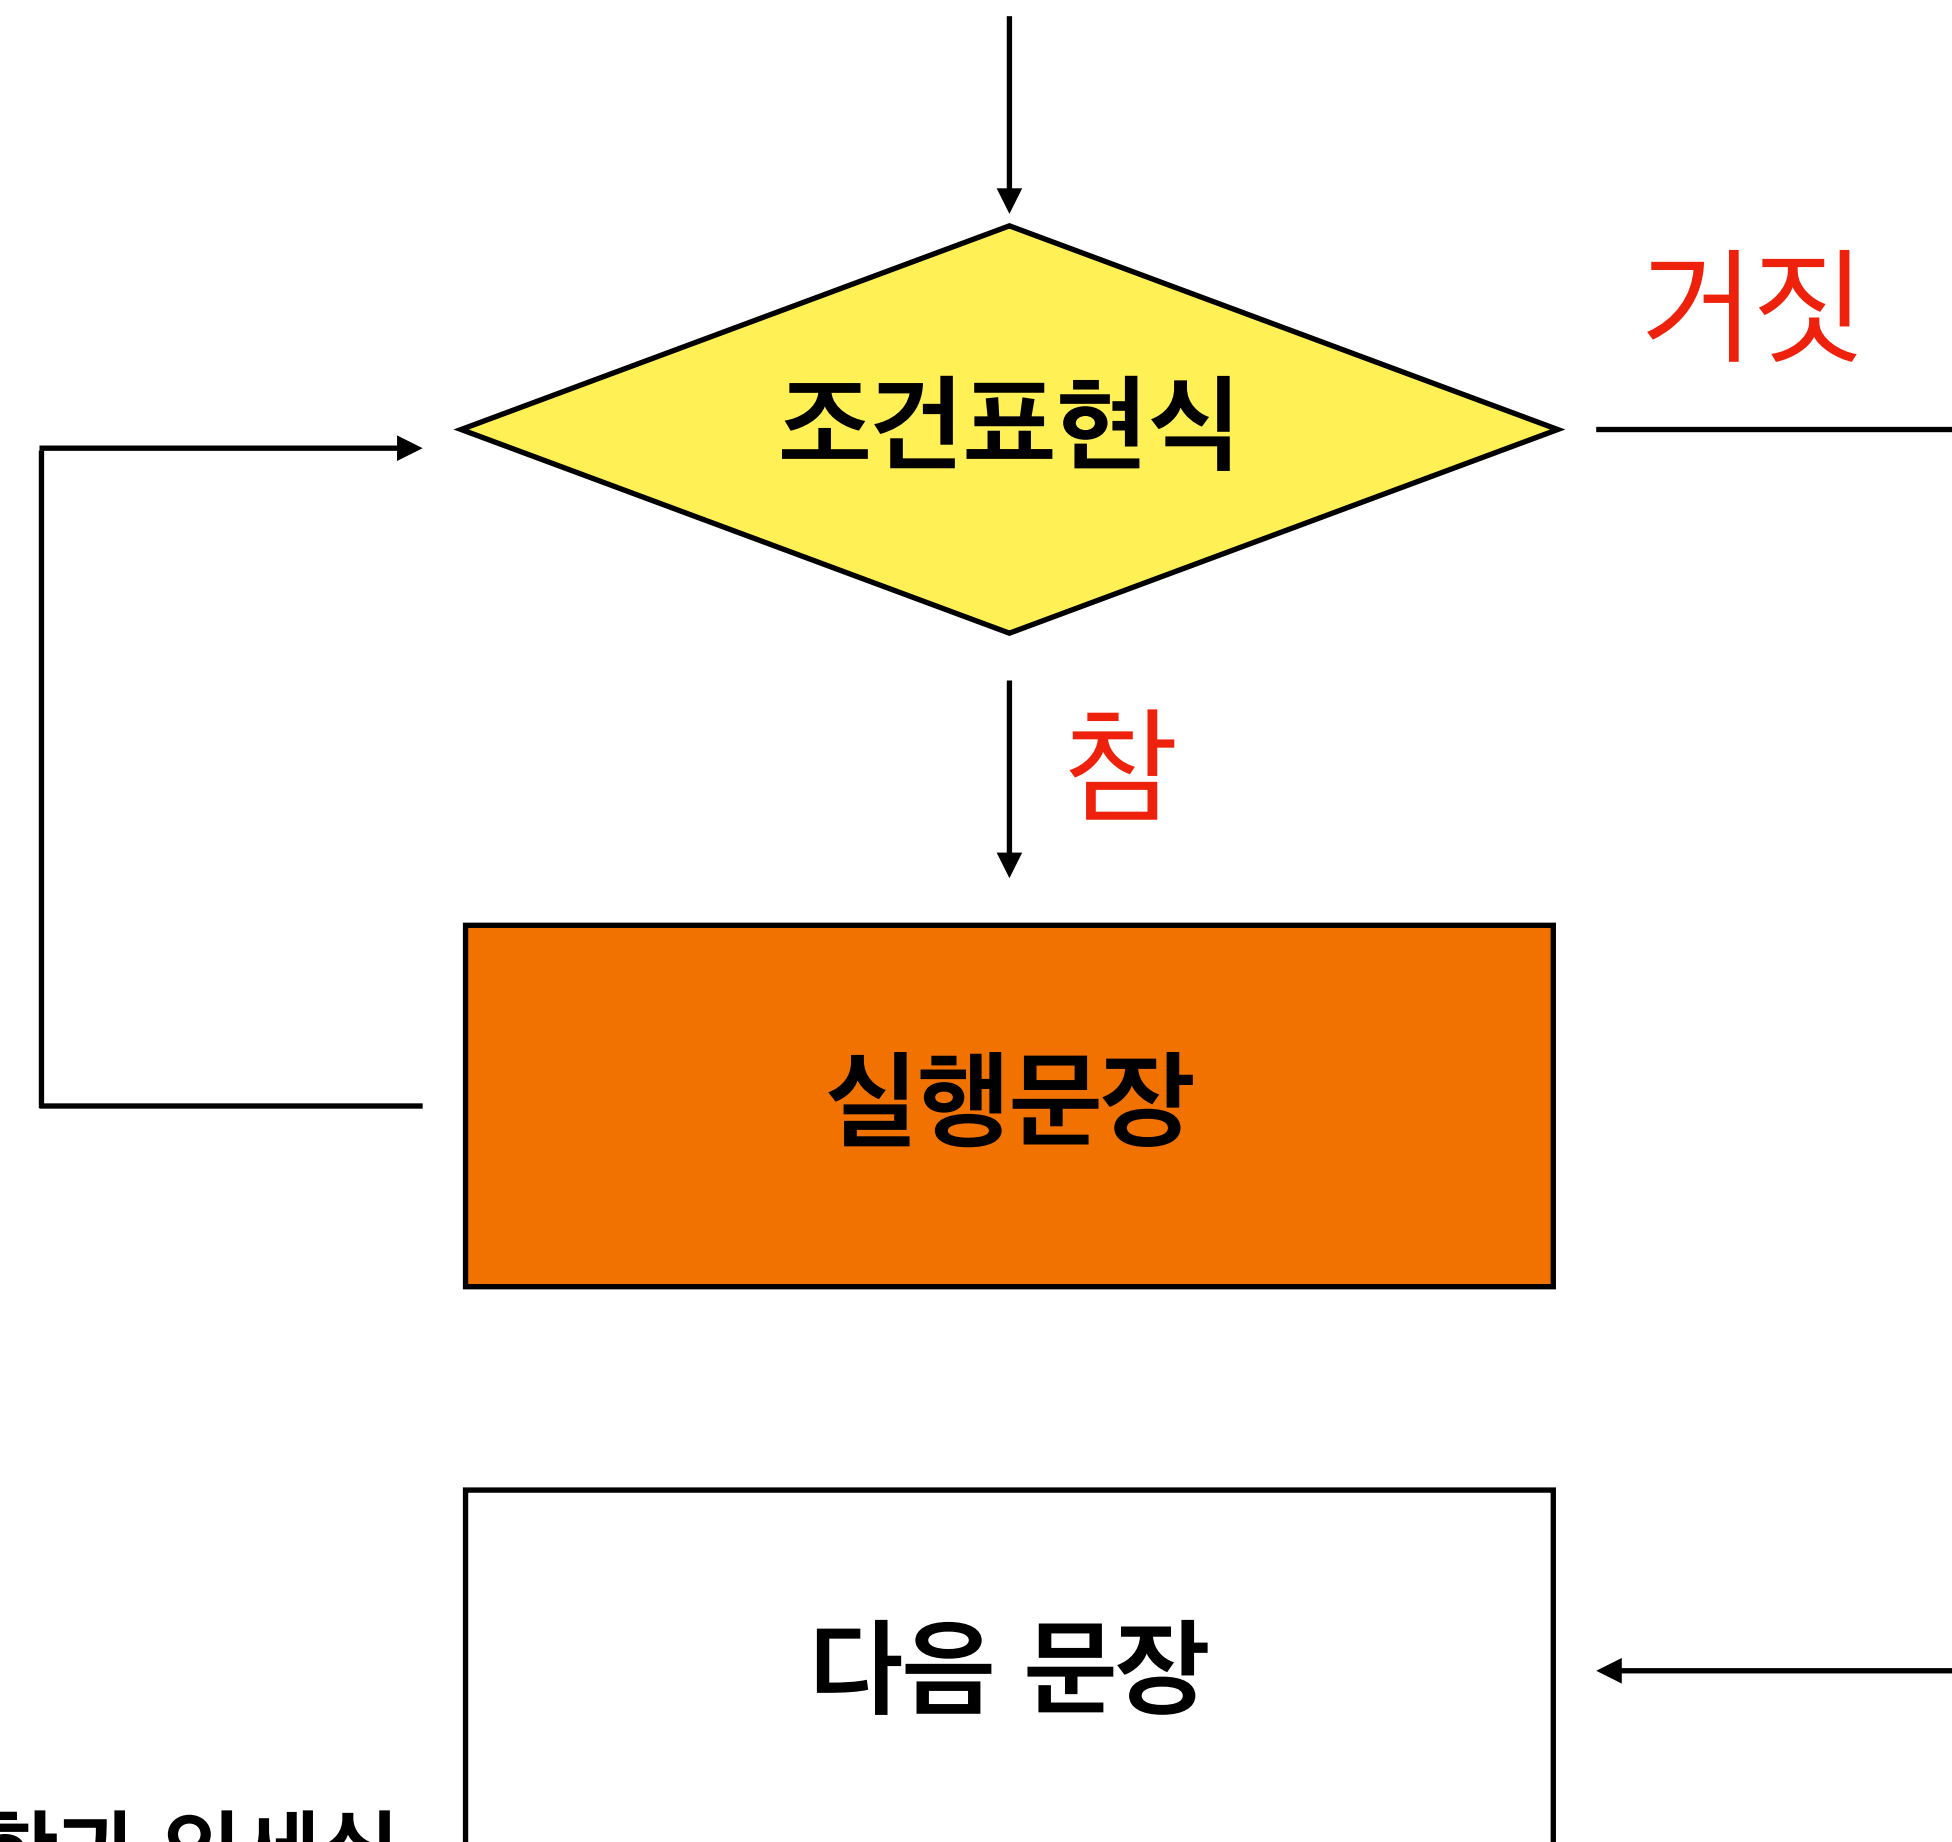 거짓
조건표현식
참
실행문장
다음 문장